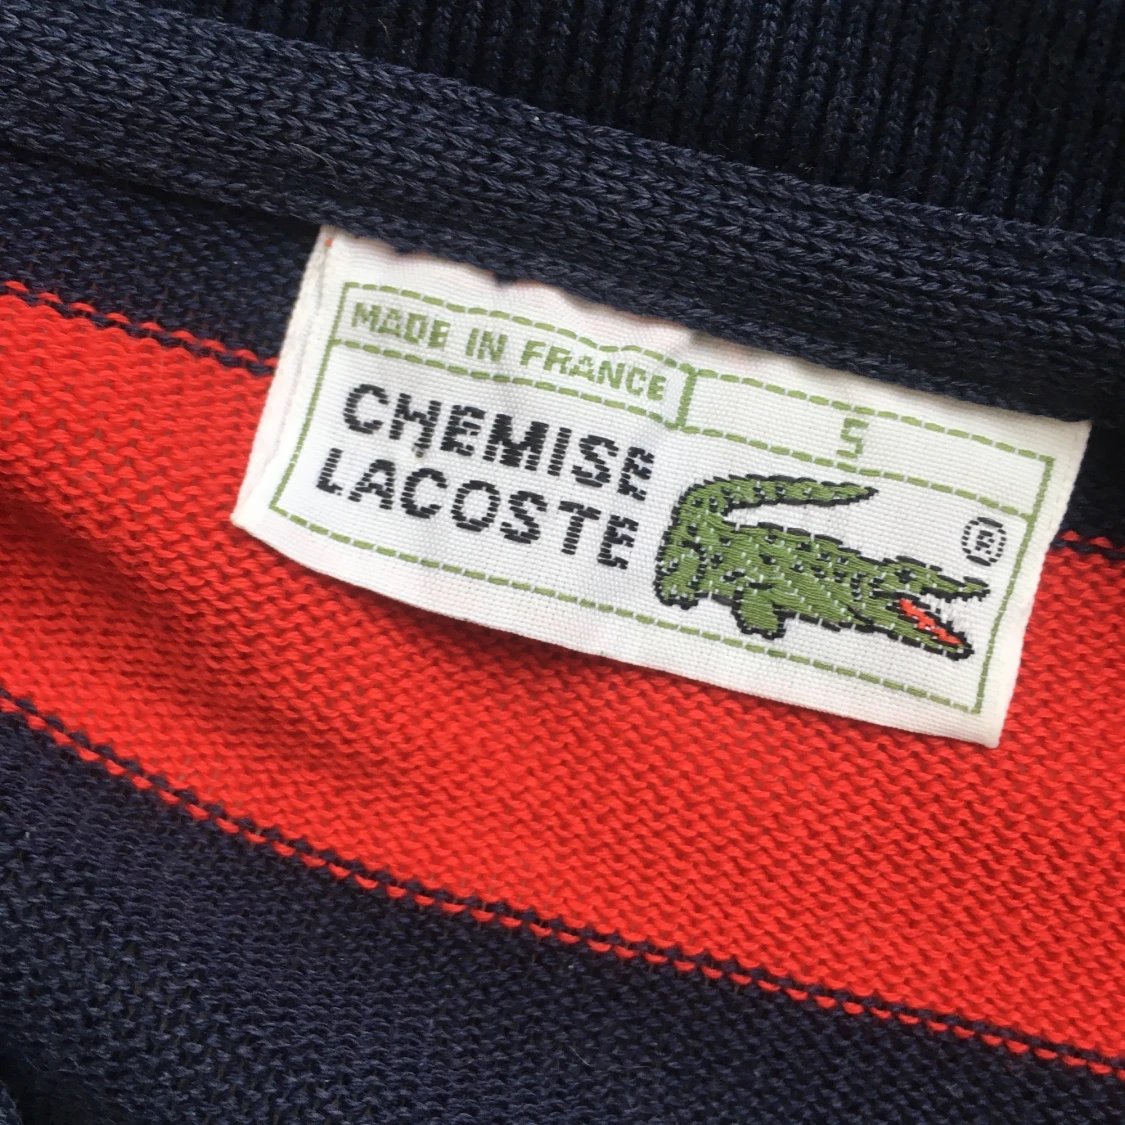 MADE IN FRANCE 5
CHEMISE
LACOSTE
®